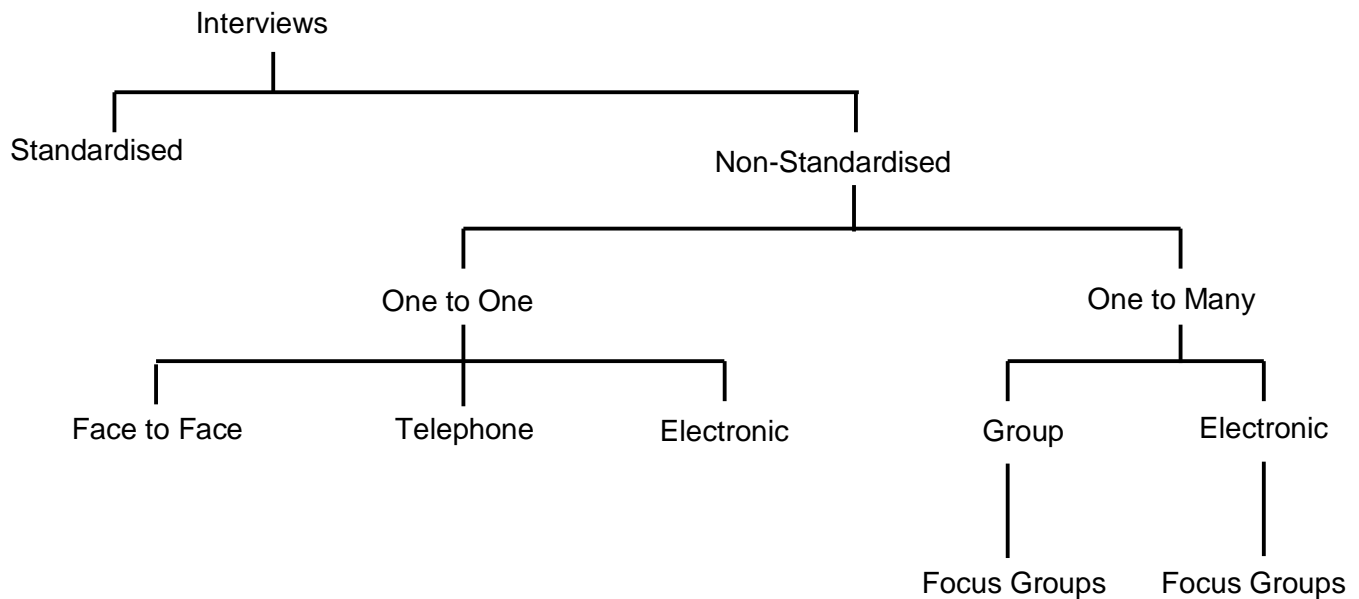 Interviews
Standardised
Non-Standardised
One to One
One to Many
Face to Face
Telephone
Electronic
Group
Electronic
Focus Groups
Focus Groups